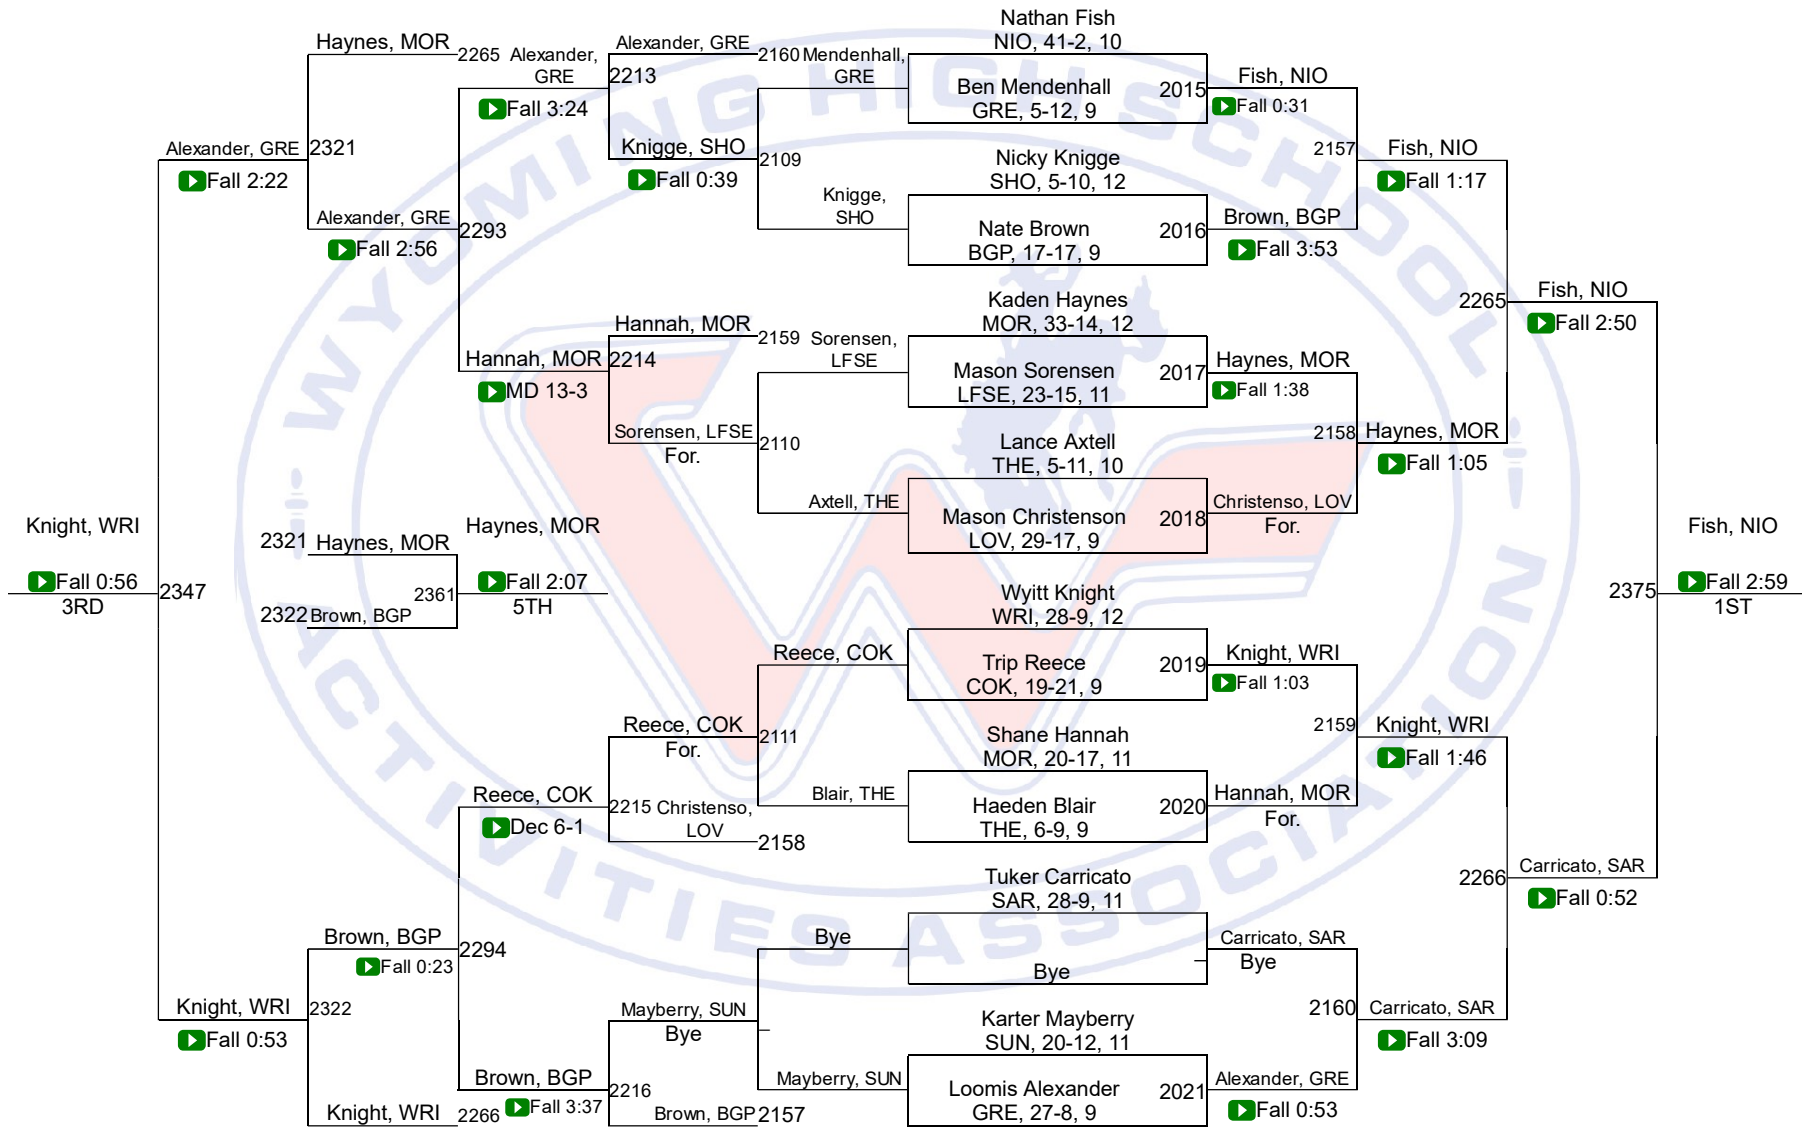 Nathan Fish
NIO, 41-2, 10
Haynes, MOR
2265
Alexander,
GRE
Alexander, GRE
2160
Mendenhall,
GRE
2213
Fall 3:24
Ben Mendenhall
GRE, 5-12, 9
2015
Fish, NIO
Fall 0:31
Alexander, GRE
2321
Fall 2:22
Knigge, SHO
2109
Fall 0:39
Nicky Knigge
SHO, 5-10, 12
2157
Fish, NIO
Fall 1:17
Alexander, GRE
2293
Fall 2:56
Knigge,
SHO
Nate Brown
BGP, 17-17, 9
2016
Brown, BGP
Fall 3:53
Kaden Haynes
MOR, 33-14, 12
2265
Fish, NIO
Fall 2:50
Hannah, MOR
2159
Sorensen,
LFSE
Hannah, MOR
2214
MD 13-3
Mason Sorensen
LFSE, 23-15, 11
2017
Haynes, MOR
Fall 1:38
Sorensen, LFSE
For.
2110
Lance Axtell
THE, 5-11, 10
2158
Haynes, MOR
Fall 1:05
Axtell, THE
Mason Christenson
LOV, 29-17, 9
2018
Christenso, LOV
For.
Knight, WRI
Fall 0:56
3RD
2347
2321
Haynes, MOR
2322
Brown, BGP
2361
Haynes, MOR
Fall 2:07
5TH
Fish, NIO
2375
Fall 2:59
1ST
Wyitt Knight
WRI, 28-9, 12
Reece, COK
Trip Reece
COK, 19-21, 9
2019
Knight, WRI
Fall 1:03
Reece, COK
For.
2111
Shane Hannah
MOR, 20-17, 11
2159
Knight, WRI
Fall 1:46
Reece, COK
Dec 6-1
2215
Christenso,
LOV
2158
Blair, THE
Haeden Blair
THE, 6-9, 9
2020
Hannah, MOR
For.
Tuker Carricato
SAR, 28-9, 11
2266
Carricato, SAR
Fall 0:52
Brown, BGP
2294
Fall 0:23
Bye
Bye
Carricato, SAR
Bye
Knight, WRI
2322
Fall 0:53
Mayberry, SUN
Bye
Karter Mayberry
SUN, 20-12, 11
2160
Carricato, SAR
Fall 3:09
Brown, BGP
2216
Fall 3:37
Mayberry, SUN
Loomis Alexander
GRE, 27-8, 9
2021
Alexander, GRE
Fall 0:53
Knight, WRI
2266
Brown, BGP
2157
WYOMING HIGH SCHOOL
ACTIVITIES ASSOCIATION